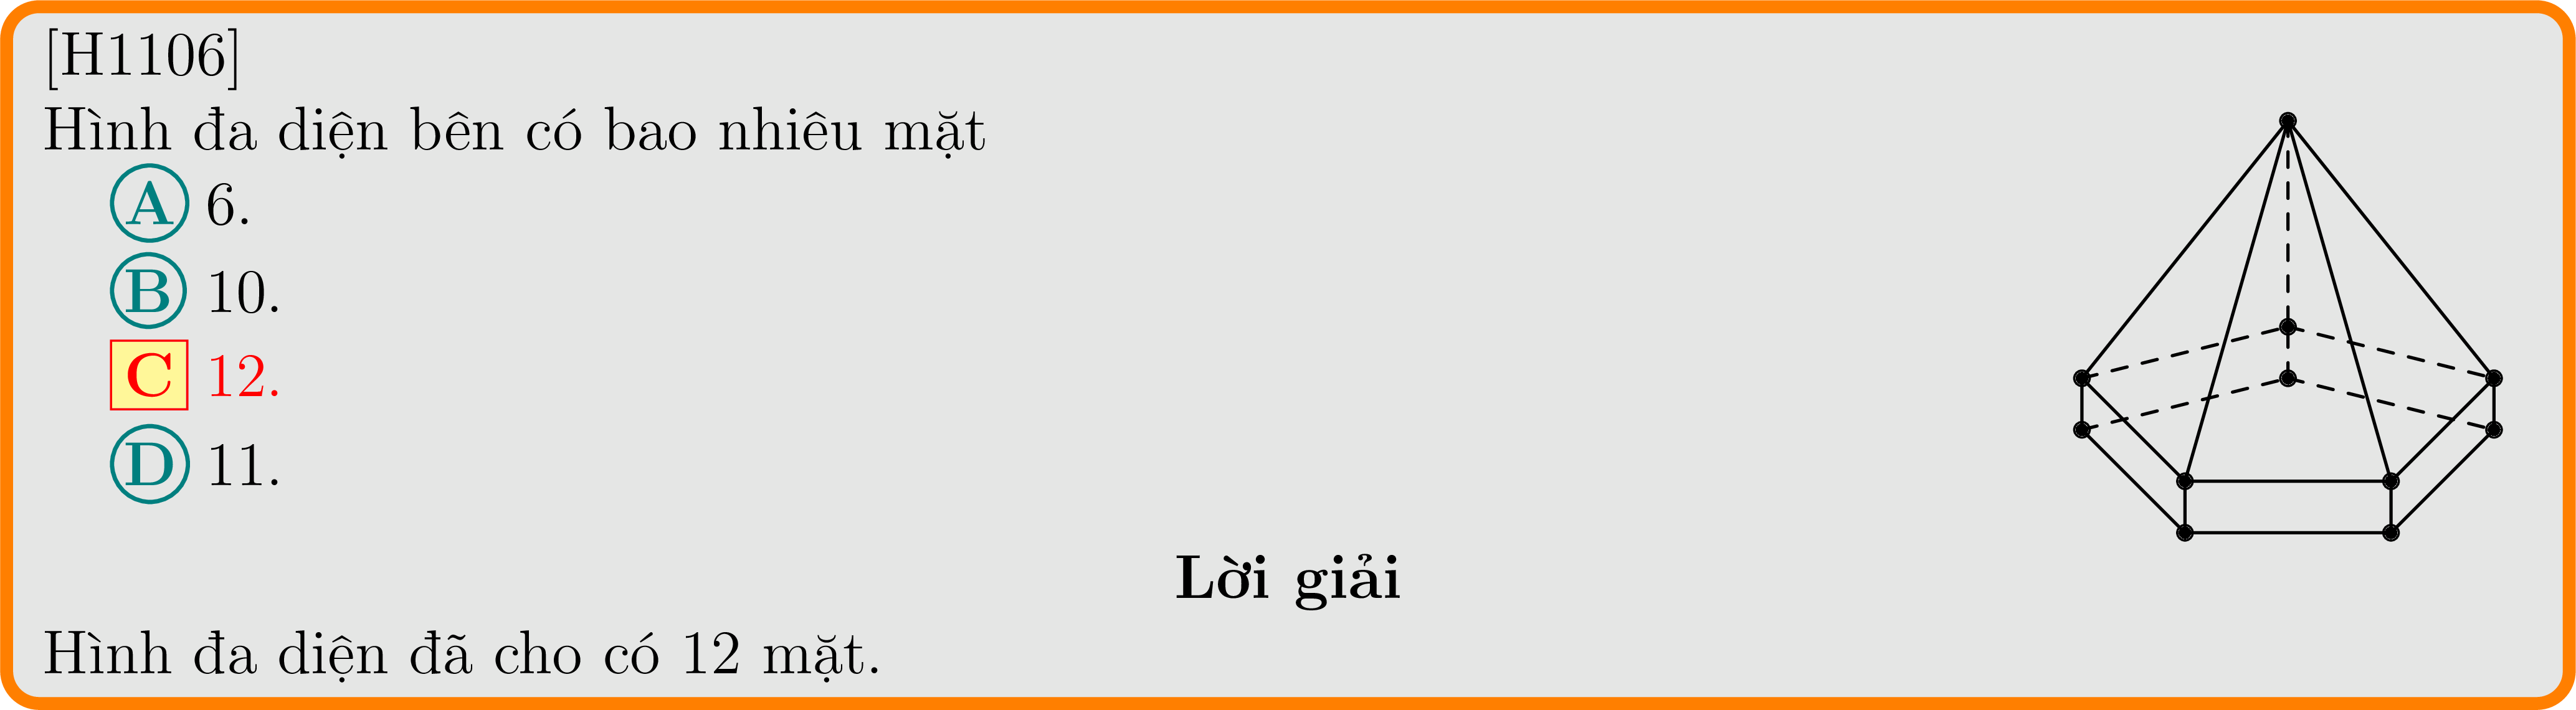 [H1106]
Hình đa diện bên có bao nhiêu mặt
A 6.
B 10.
C 12.
D 11.
Lời giải
Hình đa diện đã cho có 12 mặt.